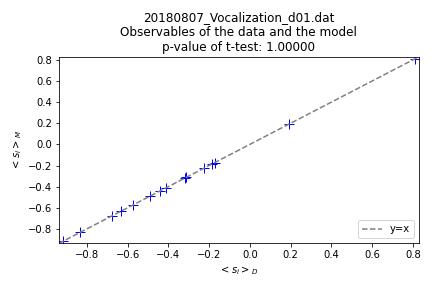 20180807_Vocalization_d01.dat
Observables of the data and the model
p-value of t-test: 1.00000
0.8
0.6
0.4
0.2
0.0
−0.2
−0.4
−0.6
−0.8
< s_i >_M
y=x
−0.8 −0.6 −0.4 −0.2 0.0 0.2 0.4 0.6 0.8
< s_i >_D